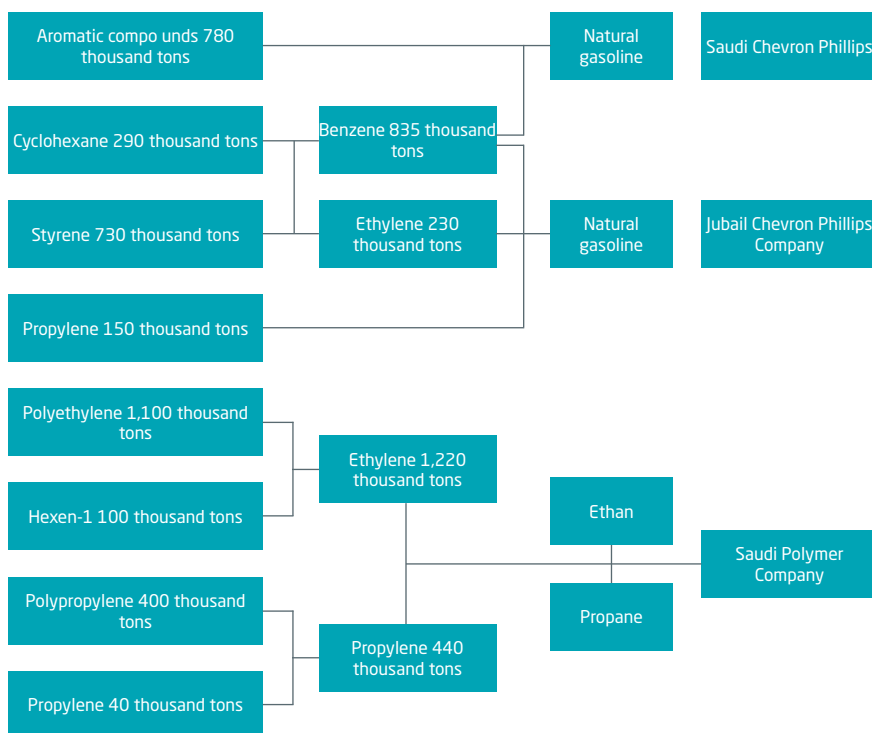 Aromatic compo unds 780
thousand tons
Natural
gasoline
Saudi Chevron Phillips
Cyclohexane 290 thousand tons
Benzene 835 thousand
tons
Styrene 730 thousand tons
Ethylene 230
thousand tons
Natural
gasoline
Jubail Chevron Phillips
Company
Propylene 150 thousand tons
Polyethylene 1,100 thousand
tons
Ethylene 1,220
thousand tons
Hexen-1 100 thousand tons
Ethan
Saudi Polymer
Company
Polypropylene 400 thousand
tons
Propane
Propylene 440
thousand tons
Propylene 40 thousand tons